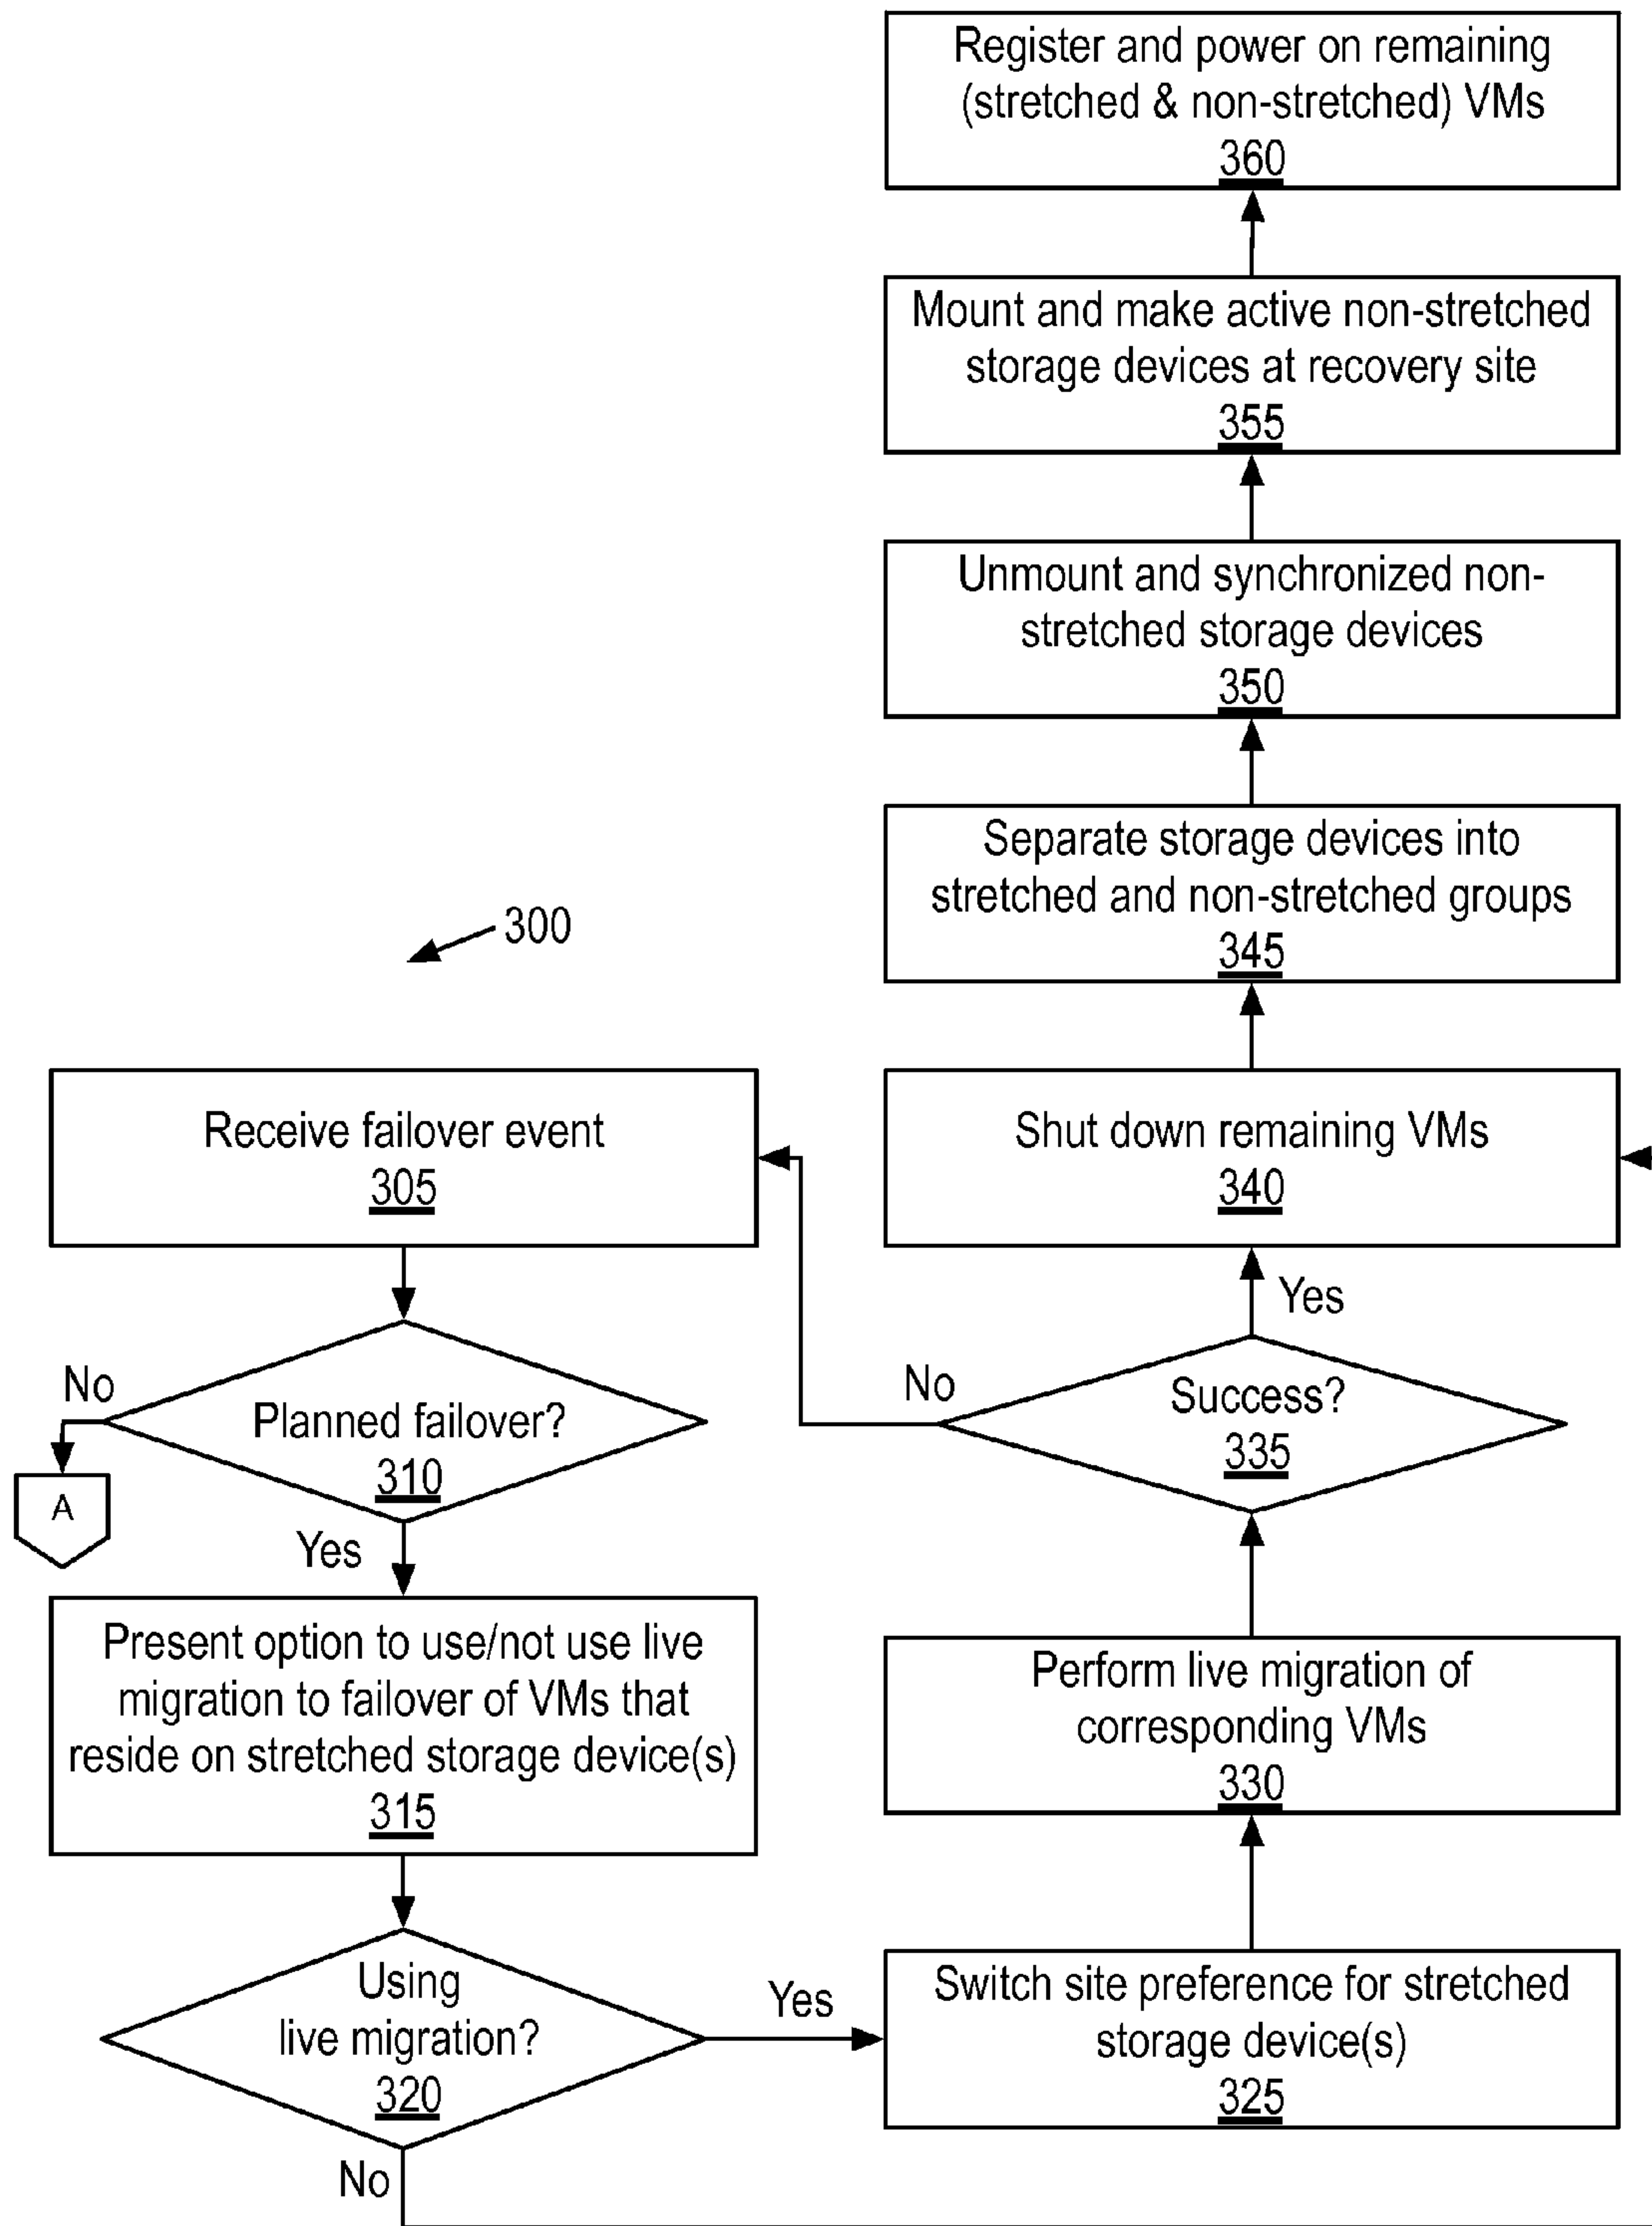 300
Receive failover event
305
Planned failover?
310
No
A
Yes
Present option to use/not use live
migration to failover of VMs that
reside on stretched storage device(s)
315
Using
live migration?
320
No
Yes
Switch site preference for stretched
storage device(s)
325
Perform live migration of
corresponding VMs
330
Success?
335
No
Yes
Shut down remaining VMs
340
Separate storage devices into
stretched and non-stretched groups
345
Unmount and synchronized non-
stretched storage devices
350
Mount and make active non-stretched
storage devices at recovery site
355
Register and power on remaining
(stretched & non-stretched) VMs
360